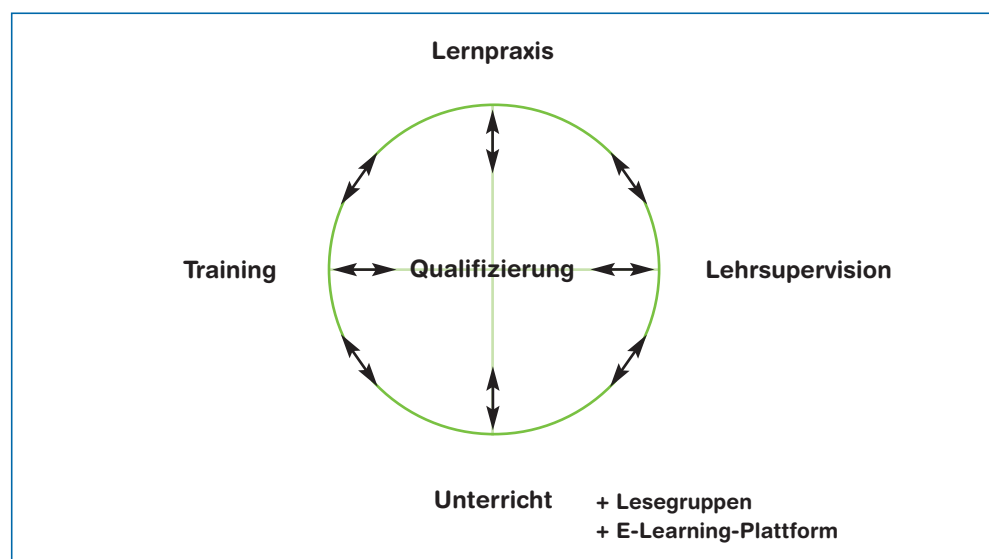 Lernpraxis
Training
Qualifizierung
Lehrsupervision
Unterricht
+ Lesegruppen
+ E-Learning-Plattform